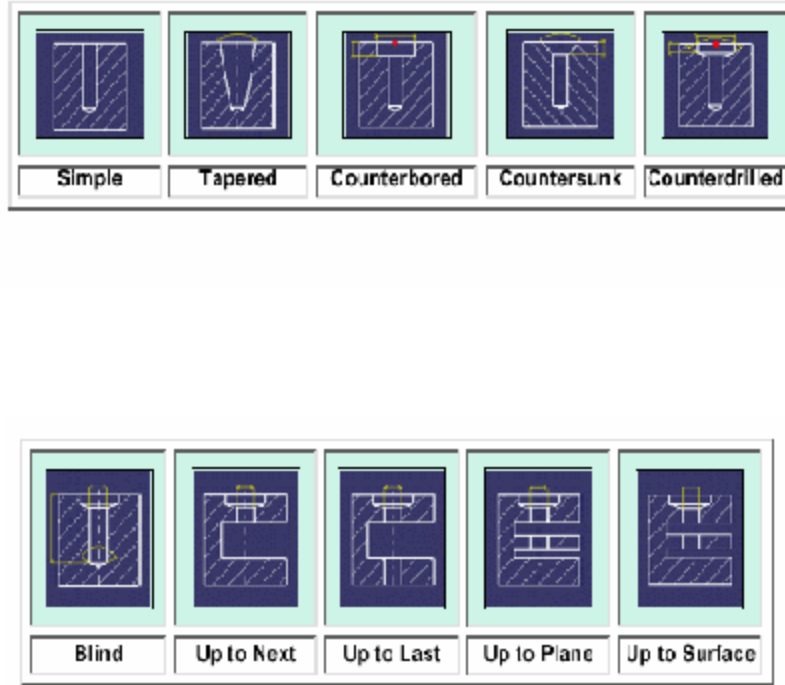 Simple Tapered Counterbored Countersunk Counterdrilled
Blind Up to Next Up to Last Up to Plane Up to Surface